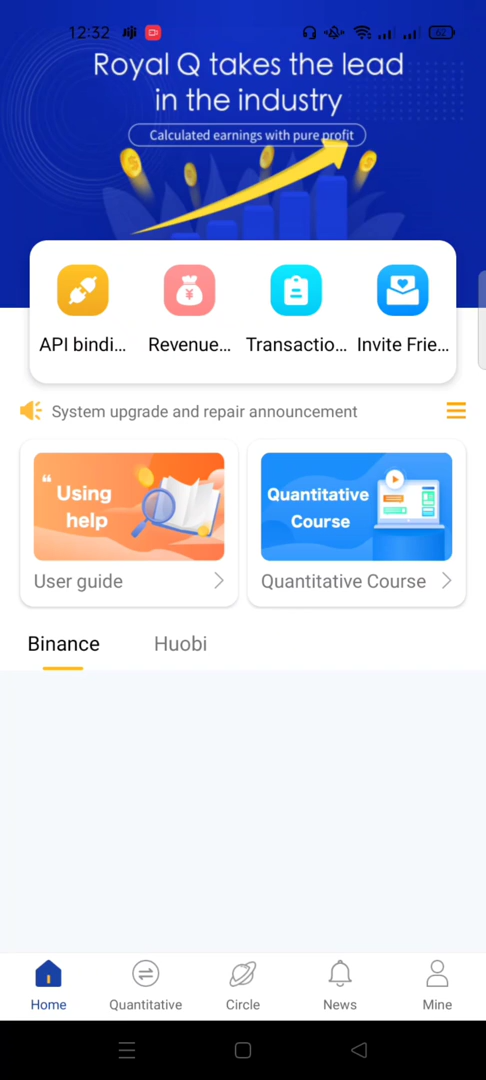 12:32
62
Royal Q takes the lead
in the industry
Calculated earnings with pure profit
API bindi... Revenue... Transactio... Invite Frie...
System upgrade and repair announcement
Using
help
Quantitative
Course
User guide
Quantitative Course
Binance Huobi
Home Quantitative Circle News Mine